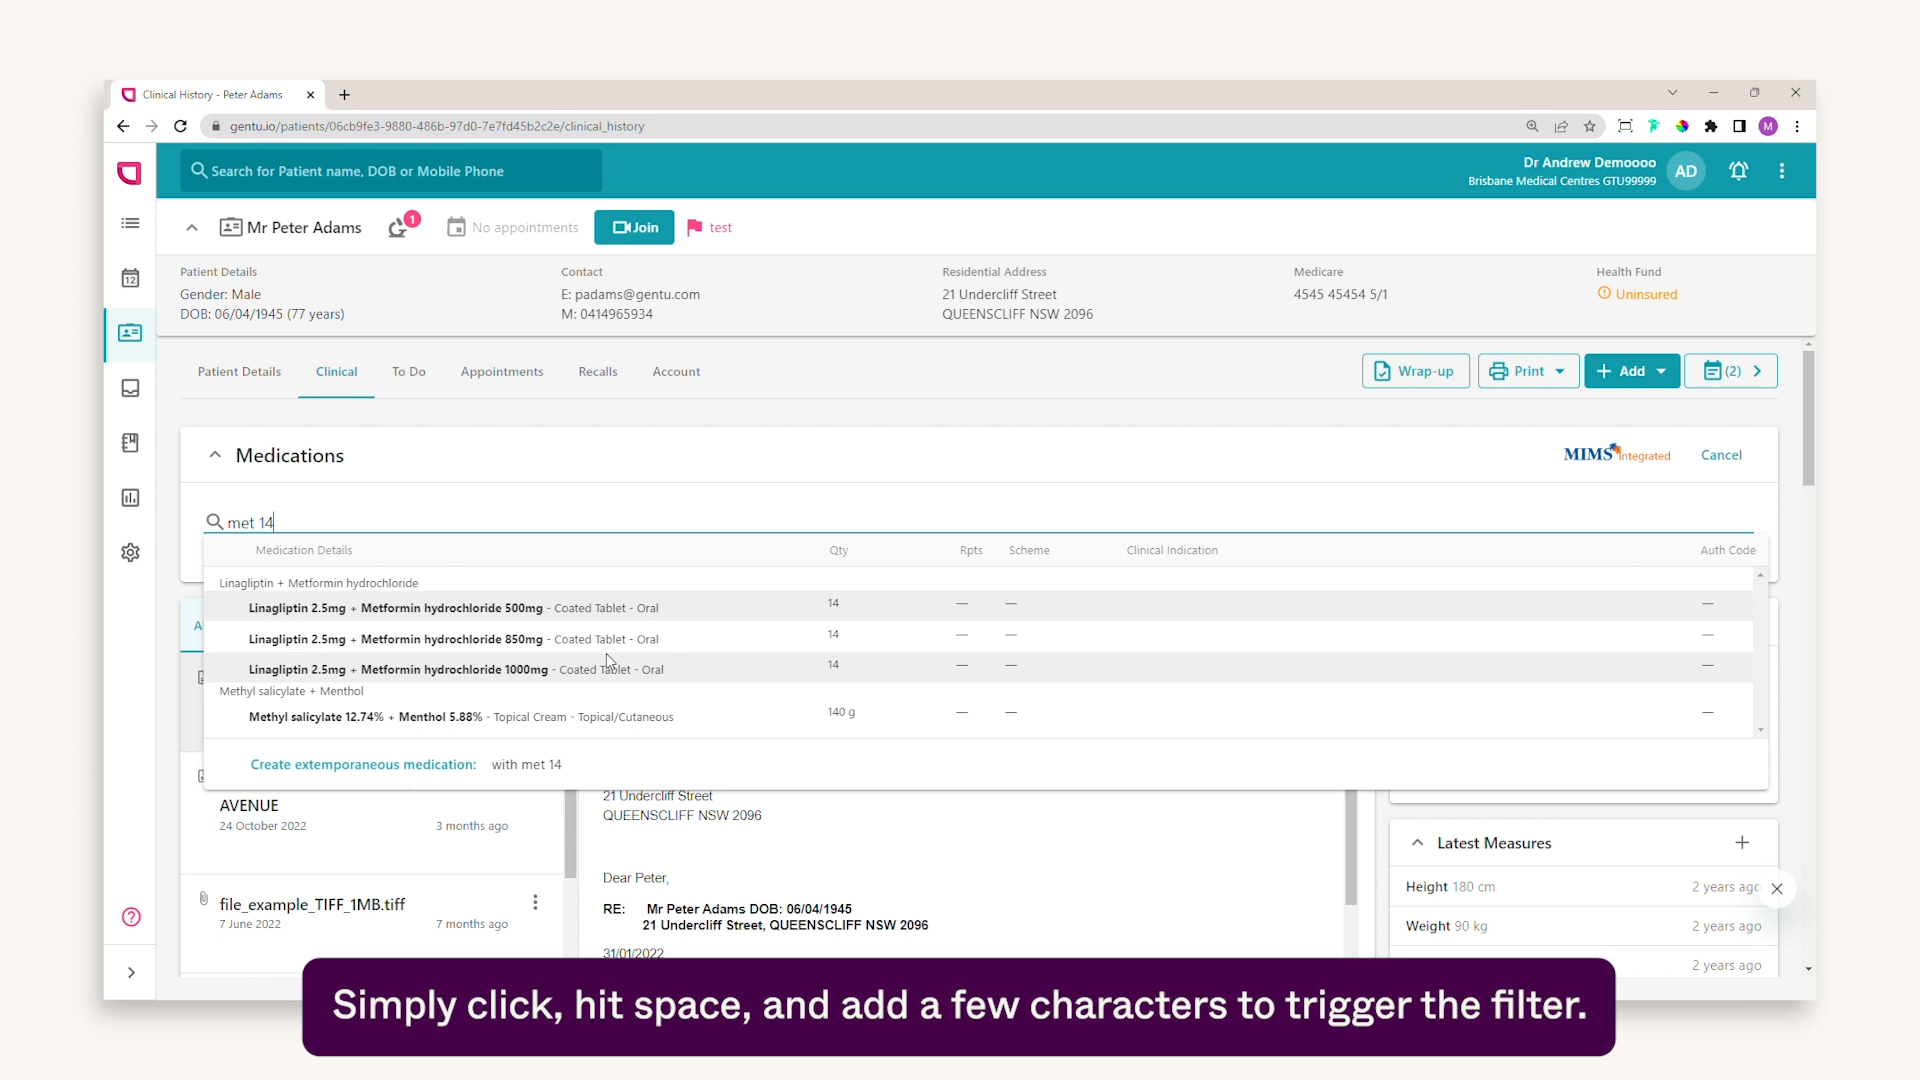 Clinical History - Peter Adams
gentu.io/patients/06cb9fe3-9880-486b-97d0-7e7fd45b2c2e/clinical_history
M
Search for Patient name, DOB or Mobile Phone
Dr Andrew Demoooo
Brisbane Medical Centres GTU99999
AD
Mr Peter Adams
1
No appointments
Join
test
12
Patient Details
Gender: Male
DOB: 06/04/1945 (77 years)
Contact
E: padams@gentu.com
M: 0414965934
Residential Address
21 Undercliff Street
QUEENSCLIFF NSW 2096
Medicare
4545 45454 5/1
Health Fund
Uninsured
Patient Details
Clinical
To Do
Appointments
Recalls
Account
Wrap-up
Print
Add
(2)
Medications
MIMS Integrated
Cancel
met 14
Medication Details Qty Rpts Scheme Clinical Indication Auth Code
Linagliptin + Metformin hydrochloride
Linagliptin 2.5mg + Metformin hydrochloride 500mg - Coated Tablet - Oral 14 — — —
Linagliptin 2.5mg + Metformin hydrochloride 850mg - Coated Tablet - Oral 14 — — —
Linagliptin 2.5mg + Metformin hydrochloride 1000mg - Coated Tablet - Oral 14 — — —
Methyl salicylate + Menthol
Methyl salicylate 12.74% + Menthol 5.88% - Topical Cream - Topical/Cutaneous 140 g — — —
Create extemporaneous medication: with met 14
AVENUE
24 October 2022 3 months ago
file_example_TIFF_1MB.tiff
7 June 2022 7 months ago
21 Undercliff Street
QUEENSCLIFF NSW 2096
Dear Peter,
RE: Mr Peter Adams DOB: 06/04/1945
21 Undercliff Street, QUEENSCLIFF NSW 2096
31/01/2022
Latest Measures
Height 180 cm 2 years ago
Weight 90 kg 2 years ago
2 years ago
Simply click, hit space, and add a few characters to trigger the filter.